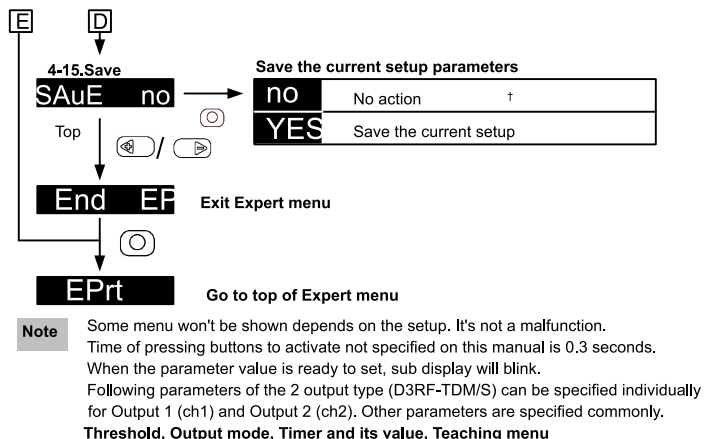 E D
4-15.Save
SAuE no
Save the current setup parameters
no No action †
YES Save the current setup
Top
/
End EP
Exit Expert menu
EPrt
Go to top of Expert menu
Note Some menu won't be shown depends on the setup. It's not a malfunction.
Time of pressing buttons to activate not specified on this manual is 0.3 seconds.
When the parameter value is ready to set, sub display will blink.
Following parameters of the 2 output type (D3RF-TDM/S) can be specified individually
for Output 1 (ch1) and Output 2 (ch2). Other parameters are specified commonly.
Threshold, Output mode, Timer and its value, Teaching menu